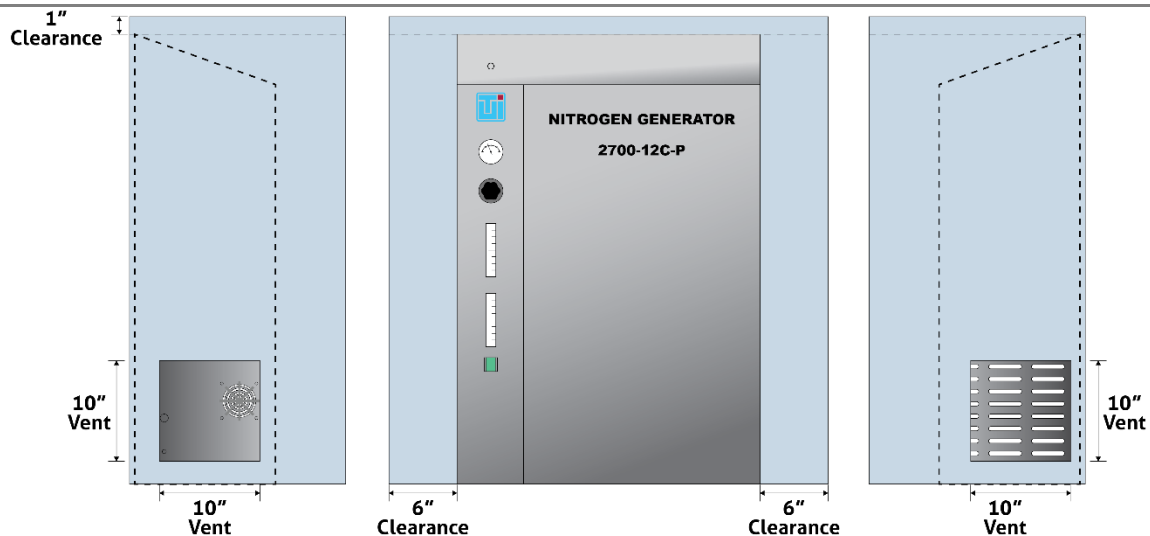 1”
Clearance
NITROGEN GENERATOR
2700-12C-P
10”
Vent
10”
Vent
10”
Vent
6”
Clearance
6”
Clearance
10”
Vent